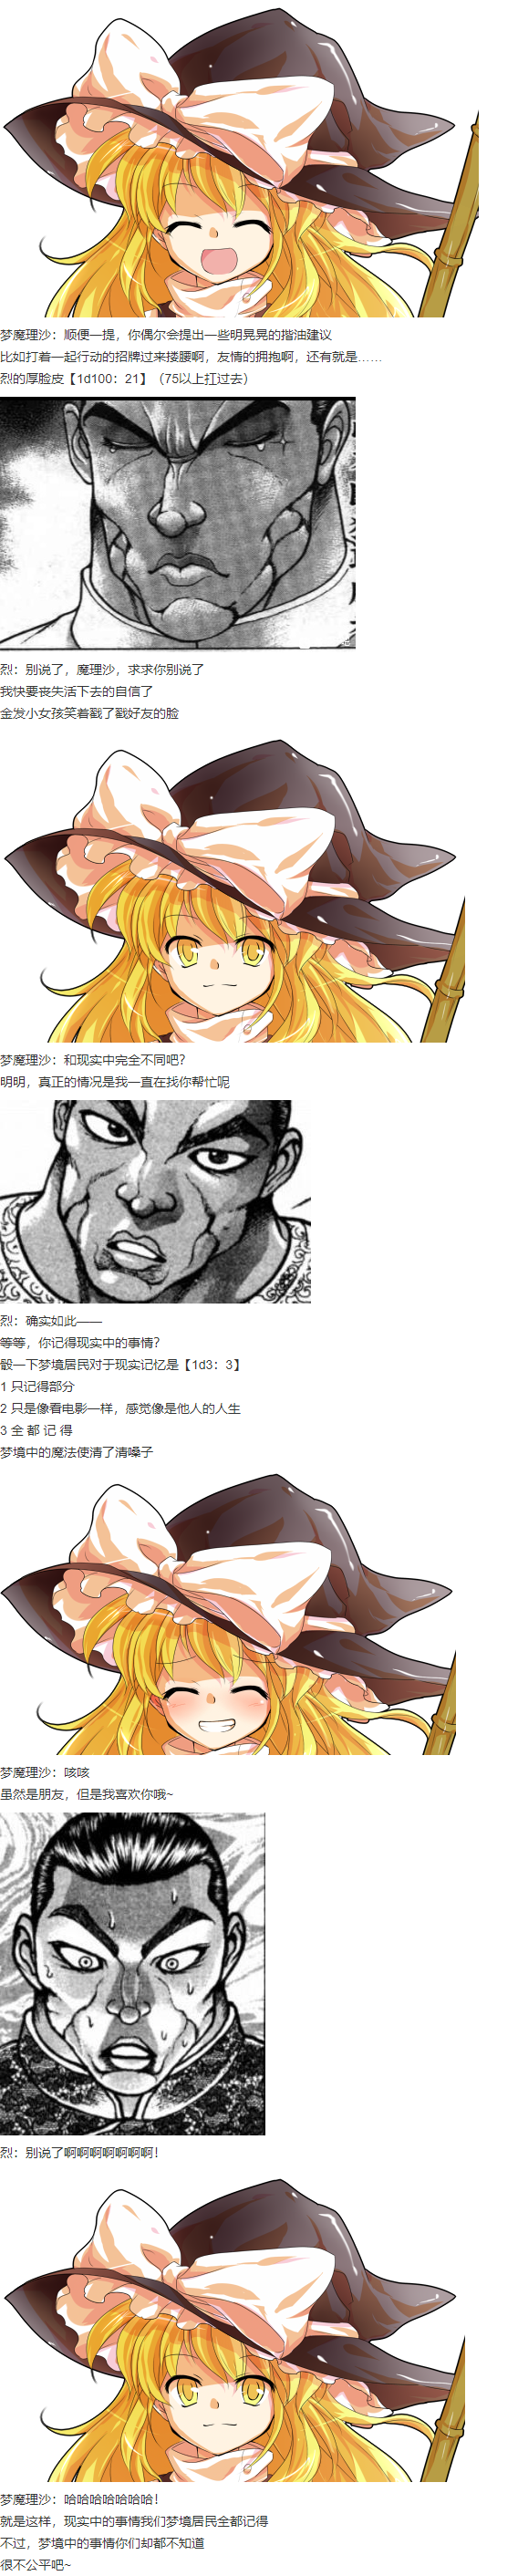 梦魔理沙：顺便一提，你偶尔会提出一些明晃晃的揩油建议
比如打着一起行动的招牌过来搂腰啊，友情的拥抱啊，还有就是……
烈的厚脸皮【1d100：21】（75以上扛过去）
烈：别说了，魔理沙，求求你别说了
我快要丧失活下去的自信了
金发小女孩笑着戳了戳好友的脸
梦魔理沙：和现实中完全不同吧？
明明，真正的情况是我一直在找你帮忙呢
烈：确实如此——
等等，你记得现实中的事情？
骰一下梦境居民对于现实记忆是【1d3：3】
1 只记得部分
2 只是像看电影一样，感觉像是他人的人生
3 全 都 记 得
梦境中的魔法使清了清嗓子
梦魔理沙：咳咳
虽然是朋友，但是我喜欢你哦~
烈：别说了啊啊啊啊啊啊啊！
梦魔理沙：哈哈哈哈哈哈哈！
就是这样，现实中的事情我们梦境居民全都记得
不过，梦境中的事情你们却都不知道
很不公平吧~